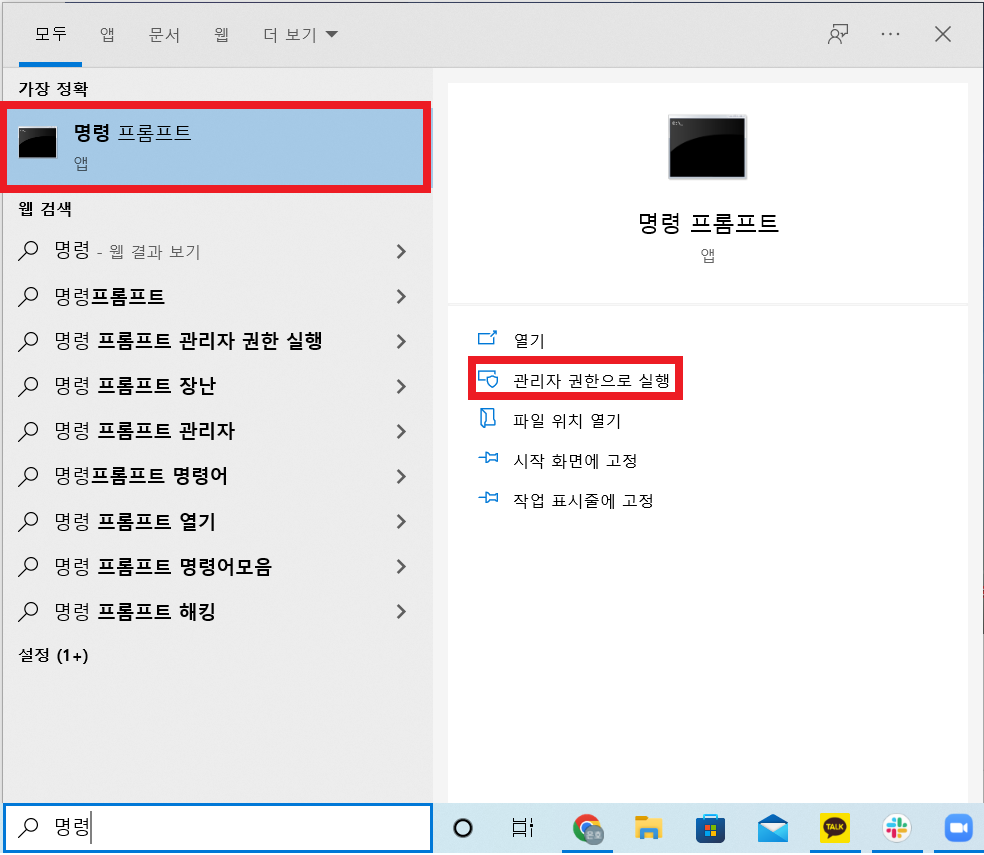 모두 앱 문서 웹 더 보기
가장 정확
명령 프롬프트
앱
웹 검색
명령 - 웹 결과 보기
명령프롬프트
명령 프롬프트 관리자 권한 실행
명령 프롬프트 장난
명령 프롬프트 관리자
명령프롬프트 명령어
명령 프롬프트 열기
명령 프롬프트 명령어모음
명령 프롬프트 해킹
설정 (1+)
명령 프롬프트
앱
열기
관리자 권한으로 실행
파일 위치 열기
시작 화면에 고정
작업 표시줄에 고정
명령
TALK